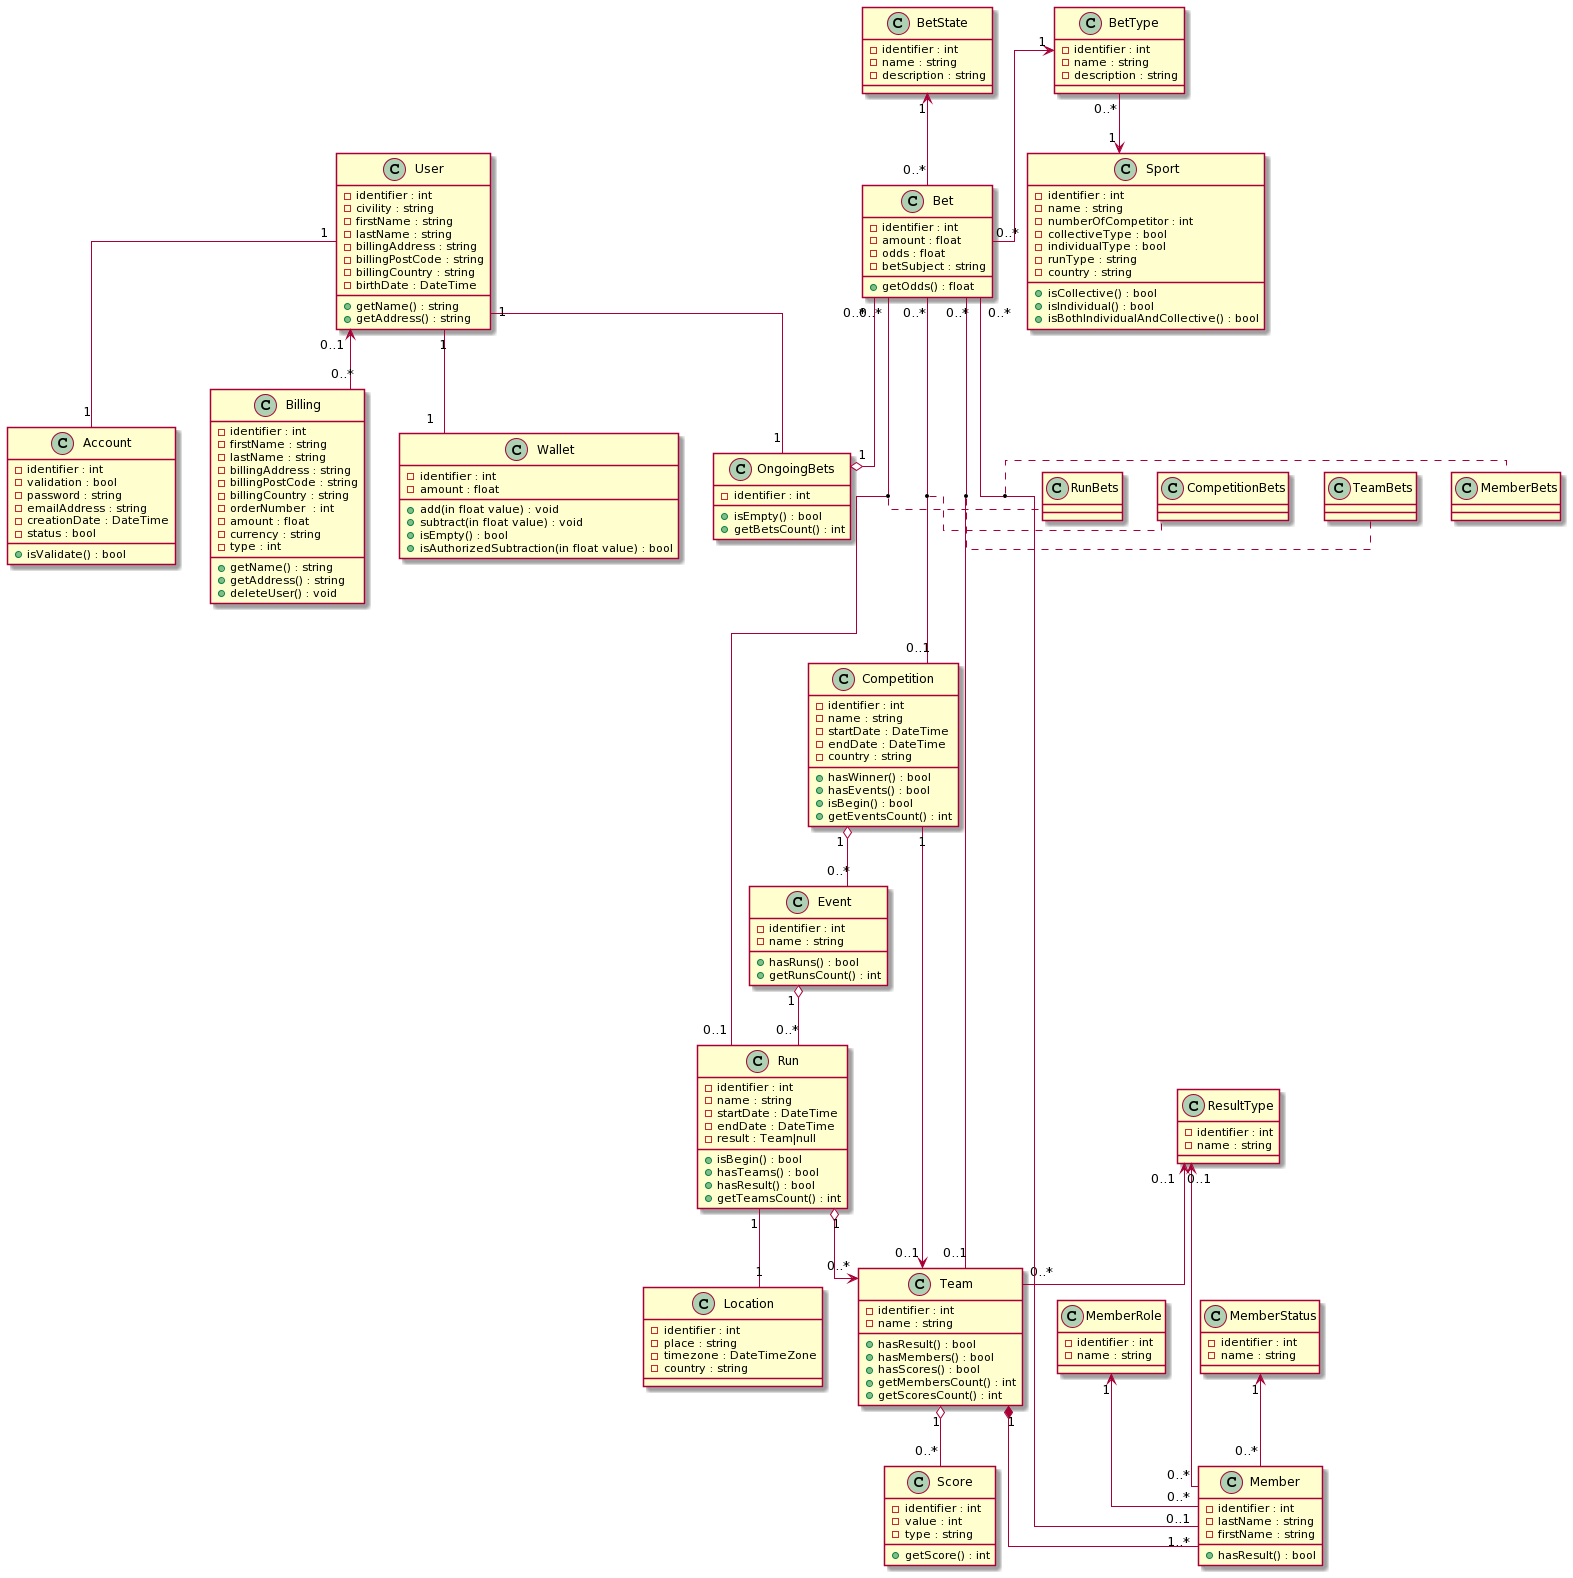 C BetState
identifier : int
name : string
description : string
C BetType
identifier : int
name : string
description : string
1
1
0..*
1
0..*
C User
identifier : int
civility : string
firstName : string
lastName : string
billingAddress : string
billingPostCode : string
billingCountry : string
birthDate : DateTime
getName() : string
getAddress() : string
C Bet
identifier : int
amount : float
odds : float
betSubject : string
getOdds() : float
C Sport
identifier : int
name : string
numberOfCompetitor : int
collectiveType : bool
individualType : bool
runType : string
country : string
isCollective() : bool
isIndividual() : bool
isBothIndividualAndCollective() : bool
1
0..*
1
0..*
0..*
0..*
0..*
0..*
0..1
1
0..*
1
1
1
1
C Account
identifier : int
validation : bool
password : string
emailAddress : string
creationDate : DateTime
status : bool
isValidate() : bool
C Billing
identifier : int
firstName : string
lastName : string
billingAddress : string
billingPostCode : string
billingCountry : string
orderNumber  : int
amount : float
currency : string
type : int
getName() : string
getAddress() : string
deleteUser() : void
C Wallet
identifier : int
amount : float
add(in float value) : void
subtract(in float value) : void
isEmpty() : bool
isAuthorizedSubtraction(in float value) : bool
C OngoingBets
identifier : int
isEmpty() : bool
getBetsCount() : int
C RunBets
C CompetitionBets
C TeamBets
C MemberBets
0..1
C Competition
identifier : int
name : string
startDate : DateTime
endDate : DateTime
country : string
hasWinner() : bool
hasEvents() : bool
isBegin() : bool
getEventsCount() : int
1
1
0..*
C Event
identifier : int
name : string
hasRuns() : bool
getRunsCount() : int
1
0..1
0..*
C Run
identifier : int
name : string
startDate : DateTime
endDate : DateTime
result : Team|null
isBegin() : bool
hasTeams() : bool
hasResult() : bool
getTeamsCount() : int
C ResultType
identifier : int
name : string
0..1
0..1
1
1
0..1
0..1
1
0..*
0..*
C Location
identifier : int
place : string
timezone : DateTimeZone
country : string
C Team
identifier : int
name : string
hasResult() : bool
hasMembers() : bool
hasScores() : bool
getMembersCount() : int
getScoresCount() : int
C MemberRole
identifier : int
name : string
C MemberStatus
identifier : int
name : string
1
1
1
1
0..*
0..*
0..*
0..*
0..1
1..*
C Score
identifier : int
value : int
type : string
getScore() : int
C Member
identifier : int
lastName : string
firstName : string
hasResult() : bool